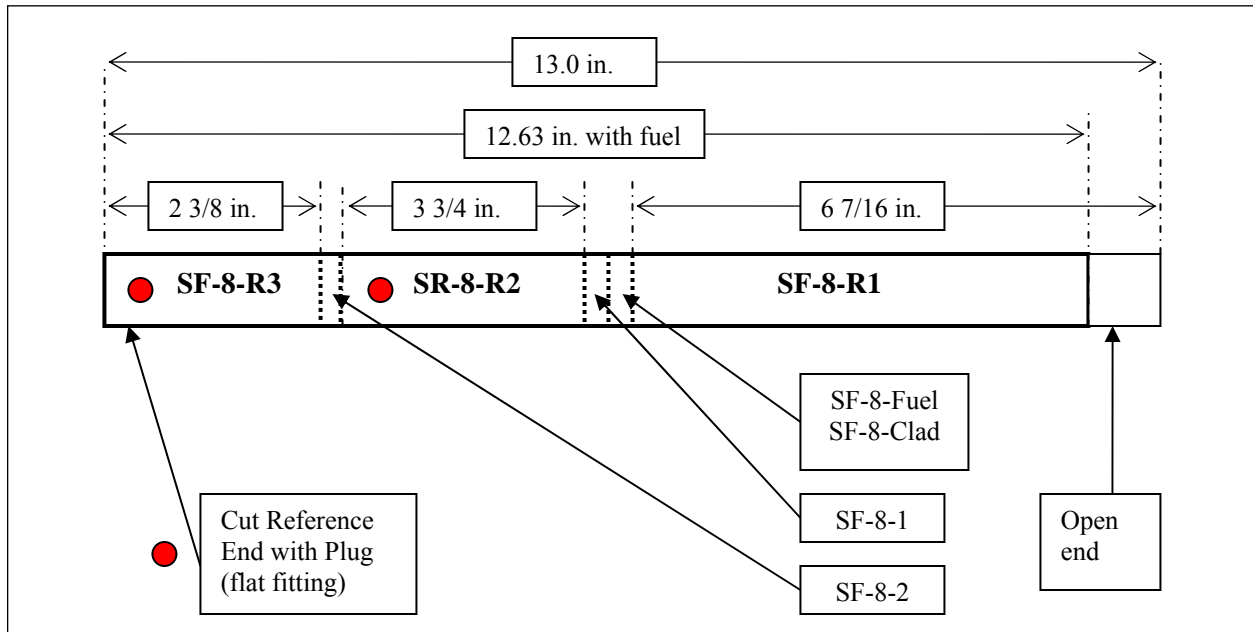 13.0 in.
12.63 in. with fuel
2 3/8 in.
3 3/4 in.
6 7/16 in.
SF-8-R3
SR-8-R2
SF-8-R1
SF-8-Fuel
SF-8-Clad
Cut Reference
End with Plug
(flat fitting)
SF-8-1
SF-8-2
Open
end